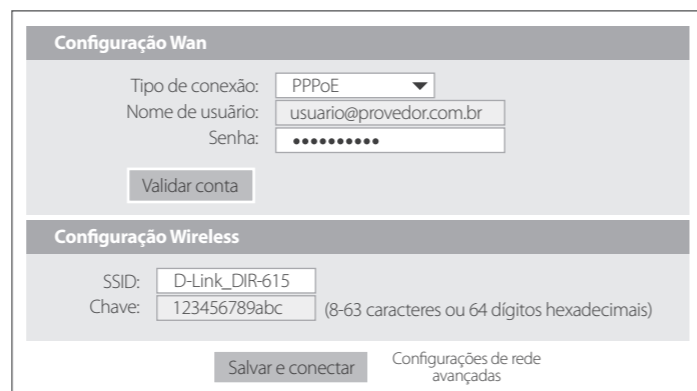 Configuração Wan
Tipo de conexão: PPPoE
Nome de usuário: usuario@provedor.com.br
Senha: ••••••••••
Validar conta
Configuração Wireless
SSID: D-Link_DIR-615
Chave: 123456789abc (8-63 caracteres ou 64 dígitos hexadecimais)
Salvar e conectar Configurações de rede
avançadas